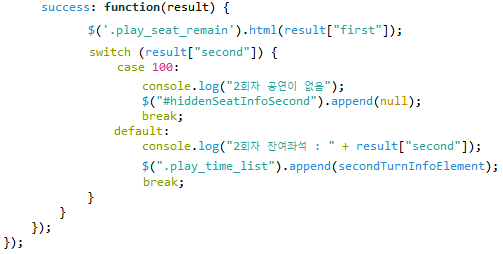 success: function(result) {
$('.play_seat_remain').html(result["first"]);
switch (result["second"]) {
case 100:
console.log("2회차 공연이 없음");
$("#hiddenSeatInfoSecond").append(null);
break;
default:
console.log("2회차 잔여좌석 : " + result["second"]);
$(".play_time_list").append(secondTurnInfoElement);
break;
}
}
});
});